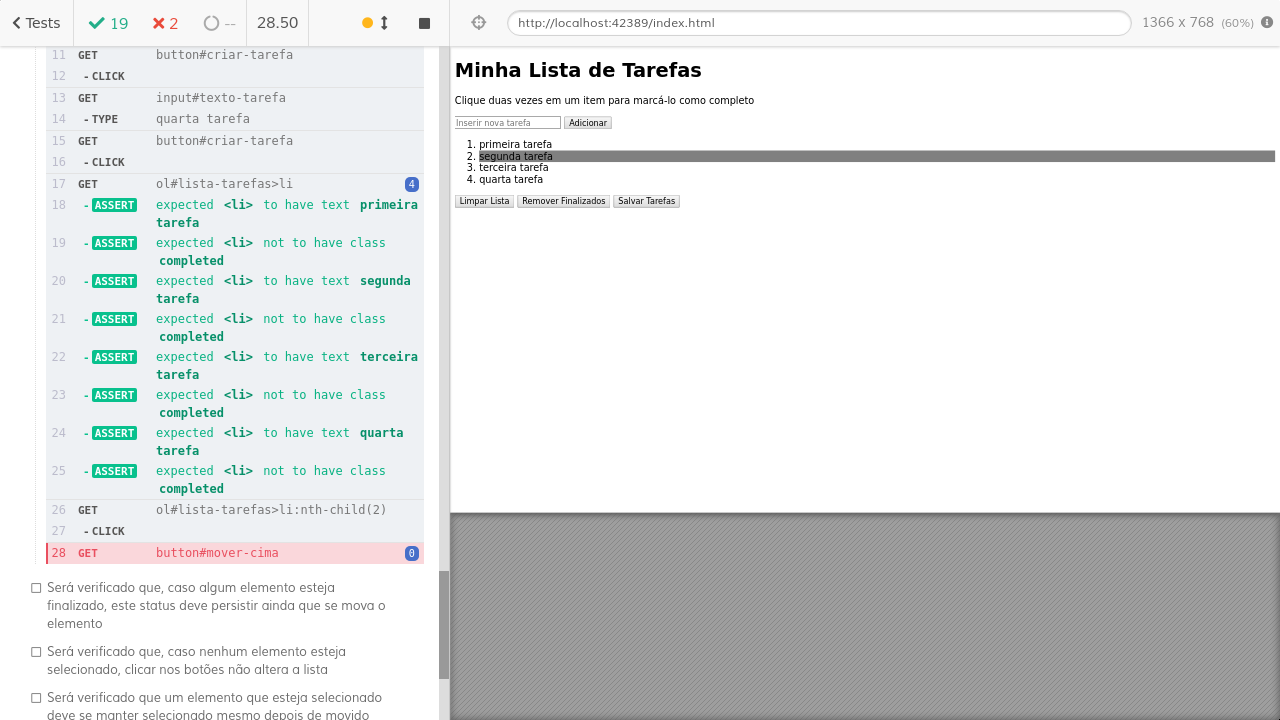 Tests
19
2
--
28.50
http://localhost:42389/index.html
1366 x 768 (60%)
11 GET button#criar-tarefa
12 - CLICK
13 GET input#texto-tarefa
14 - TYPE quarta tarefa
15 GET button#criar-tarefa
16 - CLICK
17 GET ol#lista-tarefas>li 4
18 - ASSERT expected <li> to have text primeira
tarefa
19 - ASSERT expected <li> not to have class
completed
20 - ASSERT expected <li> to have text segunda
tarefa
21 - ASSERT expected <li> not to have class
completed
22 - ASSERT expected <li> to have text terceira
tarefa
23 - ASSERT expected <li> not to have class
completed
24 - ASSERT expected <li> to have text quarta
tarefa
25 - ASSERT expected <li> not to have class
completed
26 GET ol#lista-tarefas>li:nth-child(2)
27 - CLICK
28 GET button#mover-cima 0
Será verificado que, caso algum elemento esteja
finalizado, este status deve persistir ainda que se mova o
elemento
Será verificado que, caso nenhum elemento esteja
selecionado, clicar nos botões não altera a lista
Será verificado que um elemento que esteja selecionado
deve se manter selecionado mesmo depois de movido
Minha Lista de Tarefas
Clique duas vezes em um item para marcá-lo como completo
Inserir nova tarefa Adicionar
1. primeira tarefa
2. segunda tarefa
3. terceira tarefa
4. quarta tarefa
Limpar Lista Remover Finalizados Salvar Tarefas